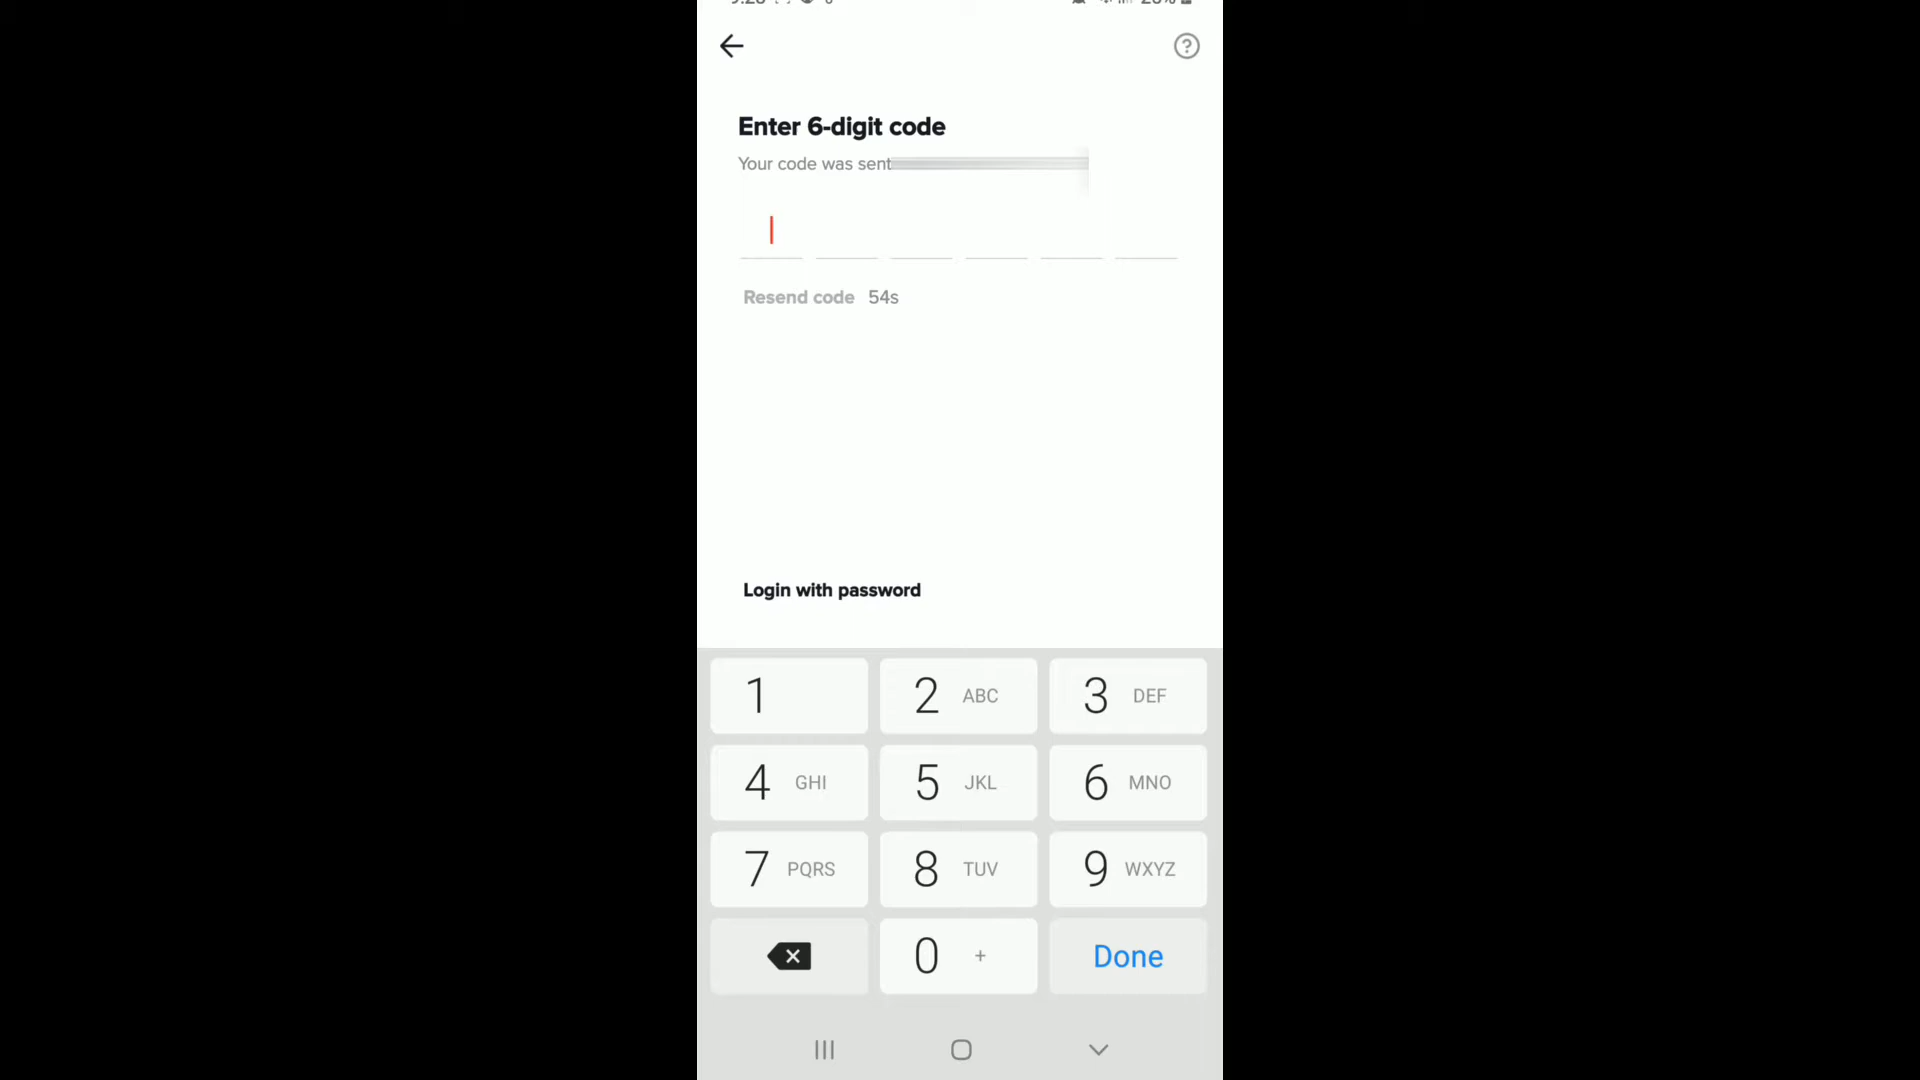 Enter 6-digit code
Your code was sent
Resend code 54s
Login with password
1
2 ABC
3 DEF
4 GHI
5 JKL
6 MNO
7 PQRS
8 TUV
9 WXYZ
0 +
Done